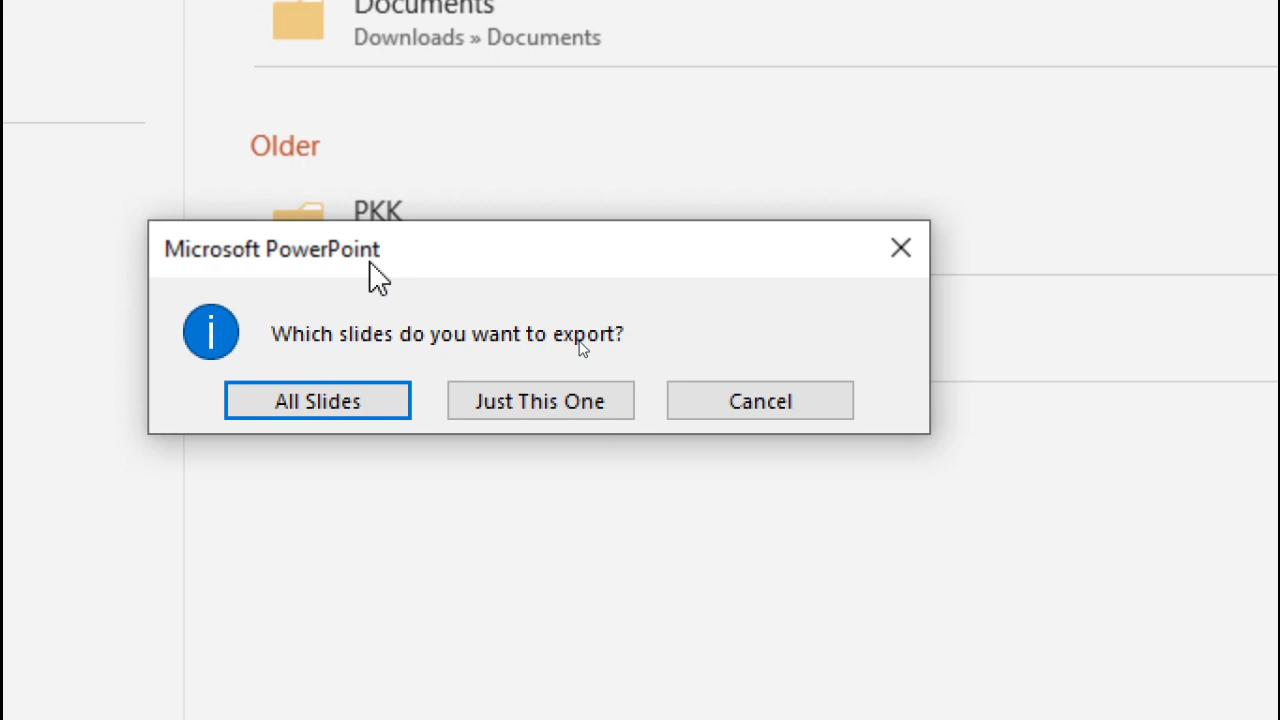 Documents
Downloads » Documents
Older
PKK
Microsoft PowerPoint
Which slides do you want to export?
All Slides
Just This One
Cancel